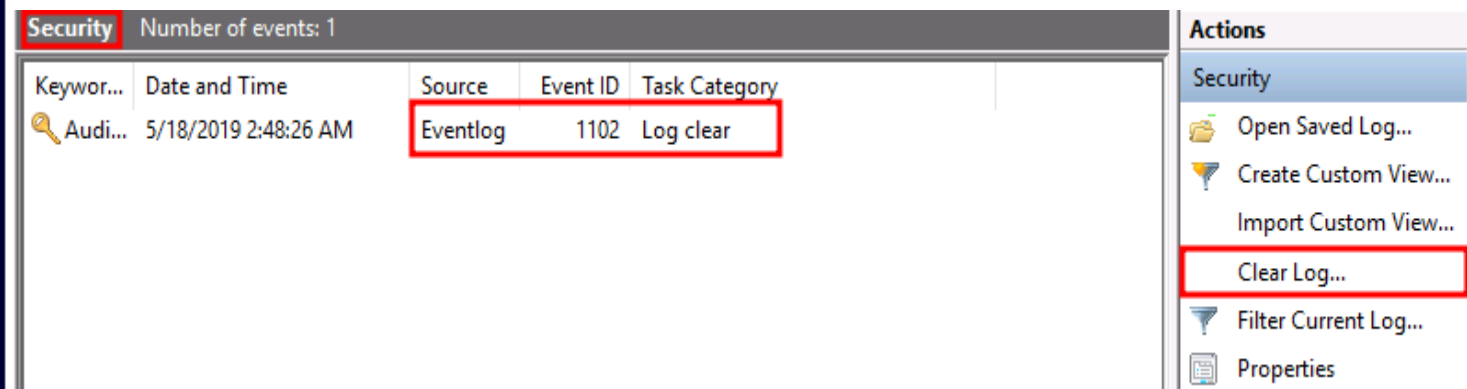 Security Number of events: 1
Keywor... Date and Time Source Event ID Task Category
Audi... 5/18/2019 2:48:26 AM Eventlog 1102 Log clear
Actions
Security
Open Saved Log...
Create Custom View...
Import Custom View...
Clear Log...
Filter Current Log...
Properties